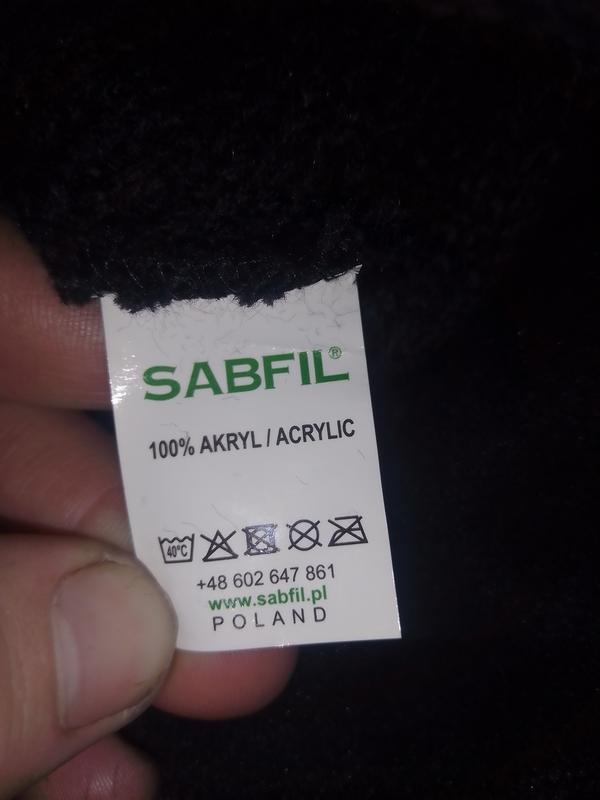 SABFIL®
100% AKRYL / ACRYLIC
40°C
+48 602 647 861
www.sabfil.pl
POLAND